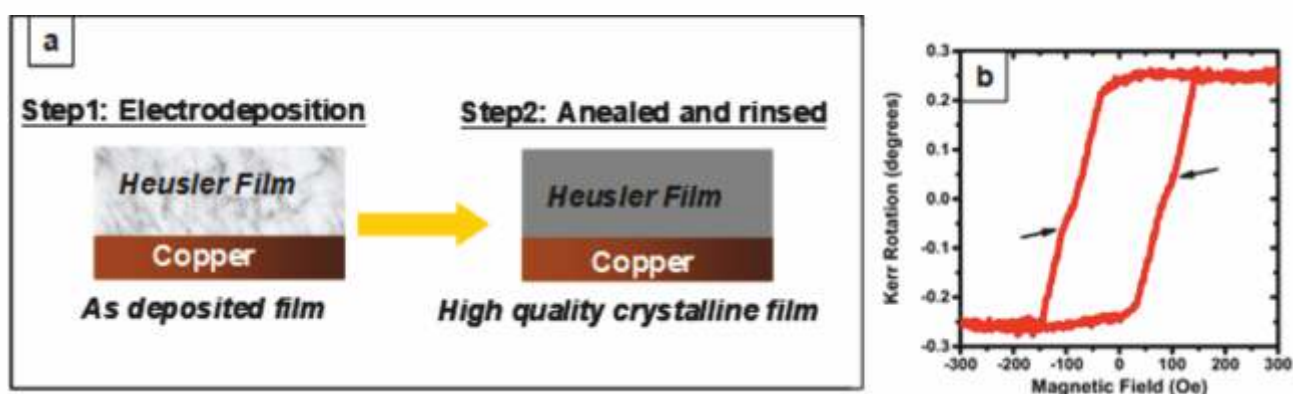 a
Step1: Electrodeposition
Step2: Anealed and rinsed
Heusler Film
Heusler Film
Copper
Copper
As deposited film
High quality crystalline film
b
Kerr Rotation (degrees)
0.3
0.2
0.1
0.0
-0.1
-0.2
-0.3
-300 -200 -100 0 100 200 300
Magnetic Field (Oe)